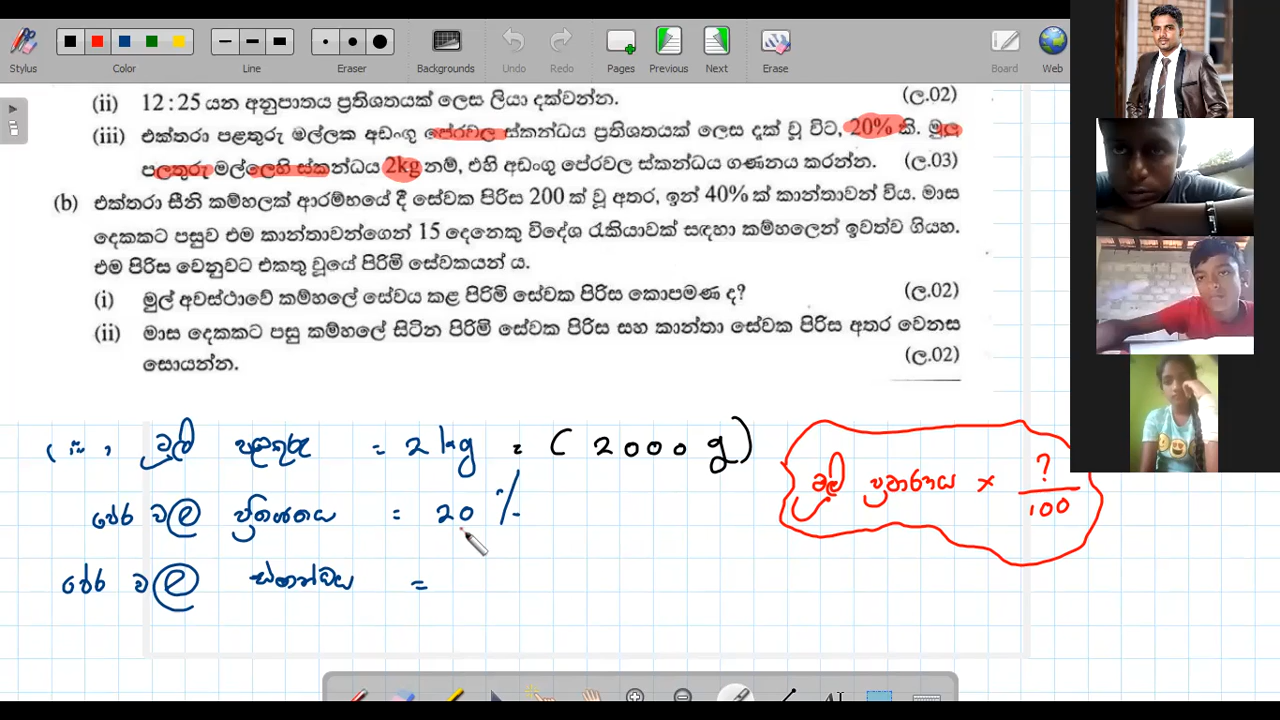 Stylus Color Line Eraser Backgrounds Undo Redo Pages Previous Next Erase Board Web
(ii) 12 : 25 යන අනුපාතය ප්‍රතිශතයක් ලෙස ලියා දක්වන්න. (ල.02)
(iii) එක්තරා පළතුරු මල්ලක අඩංගු පේරවල ස්කන්ධය ප්‍රතිශතයක් ලෙස දැක් වූ විට, 20% කි. මුලු
පලතුරු මල්ලෙහි ස්කන්ධය 2kg නම්, එහි අඩංගු පේරවල ස්කන්ධය ගණනය කරන්න. (ල.03)
(b) එක්තරා සීනි කම්හලක් ආරම්භයේ දී සේවක පිරිස 200 ක් වූ අතර, ඉන් 40% ක් කාන්තාවන් විය. මාස
දෙකකට පසුව එම කාන්තාවන්ගෙන් 15 දෙනෙකු විදේශ රැකියාවක් සඳහා කම්හලෙන් ඉවත්ව ගියහ.
එම පිරිස වෙනුවට එකතු වූයේ පිරිමි සේවකයන් ය.
(i) මුල් අවස්ථාවේ කම්හලේ සේවය කළ පිරිමි සේවක පිරිස කොපමණ ද? (ල.02)
(ii) මාස දෙකකට පසු කම්හලේ සිටින පිරිමි සේවක පිරිස සහ කාන්තා සේවක පිරිස අතර වෙනස
සොයන්න. (ල.02)
(iii) මුලු පළතුරු = 2 kg = (2000 g)
පේර වල ප්‍රතිශතය = 20 %
පේර වල ස්කන්ධය =
මුලු ප්‍රමාණය × ?/100